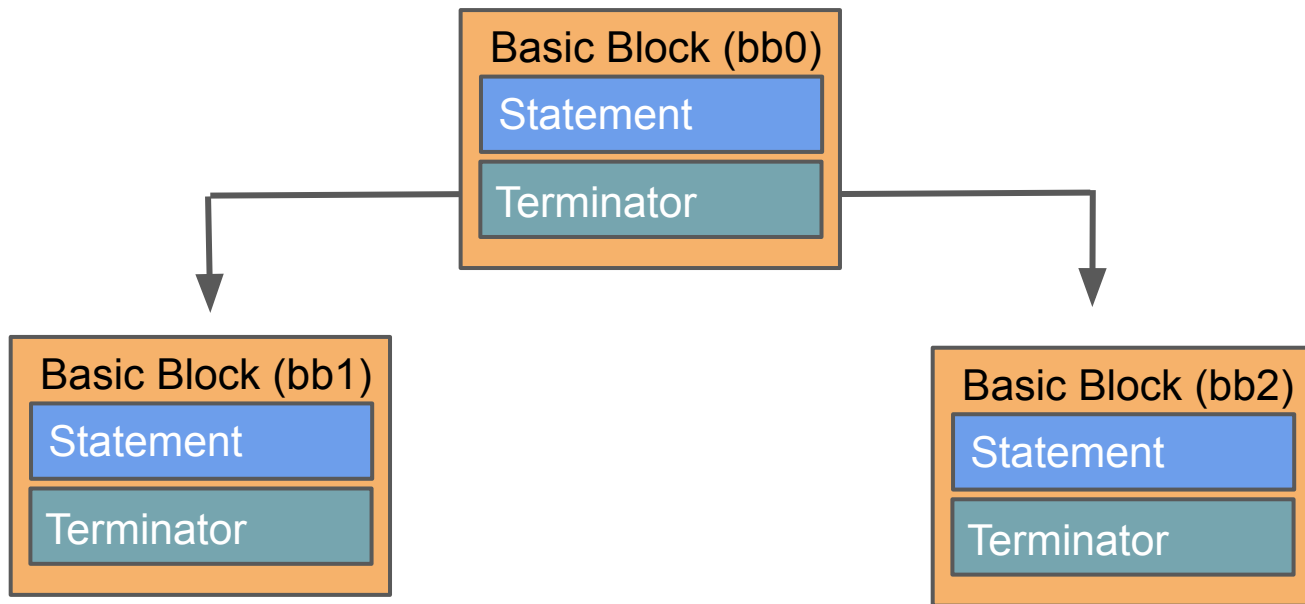 Basic Block (bb0)
Statement
Terminator
Basic Block (bb1)
Statement
Terminator
Basic Block (bb2)
Statement
Terminator